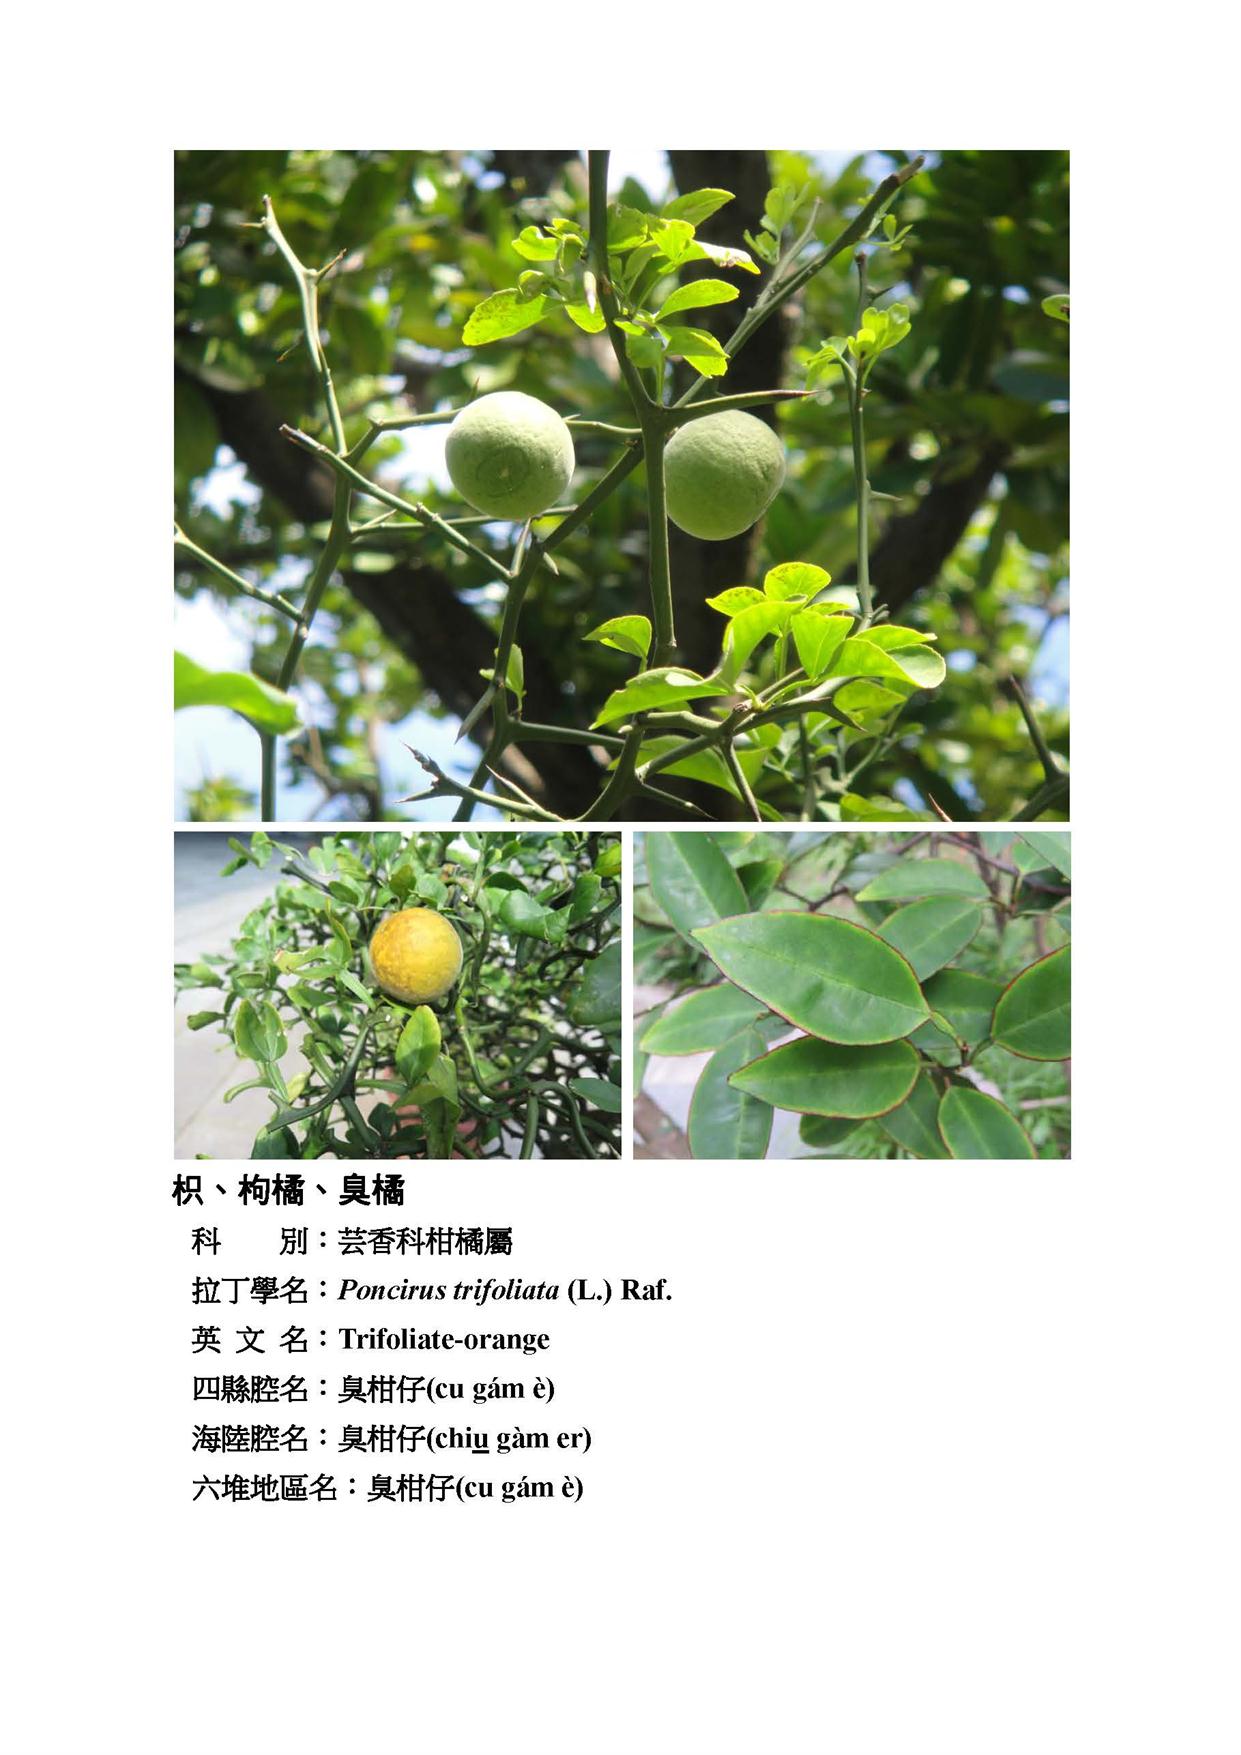 枳、枸橘、臭橘
科　　別：芸香科柑橘屬
拉丁學名：Poncirus trifoliata (L.) Raf.
英 文 名：Trifoliate-orange
四縣腔名：臭柑仔(cu gám è)
海陸腔名：臭柑仔(chiu gàm er)
六堆地區名：臭柑仔(cu gám è)